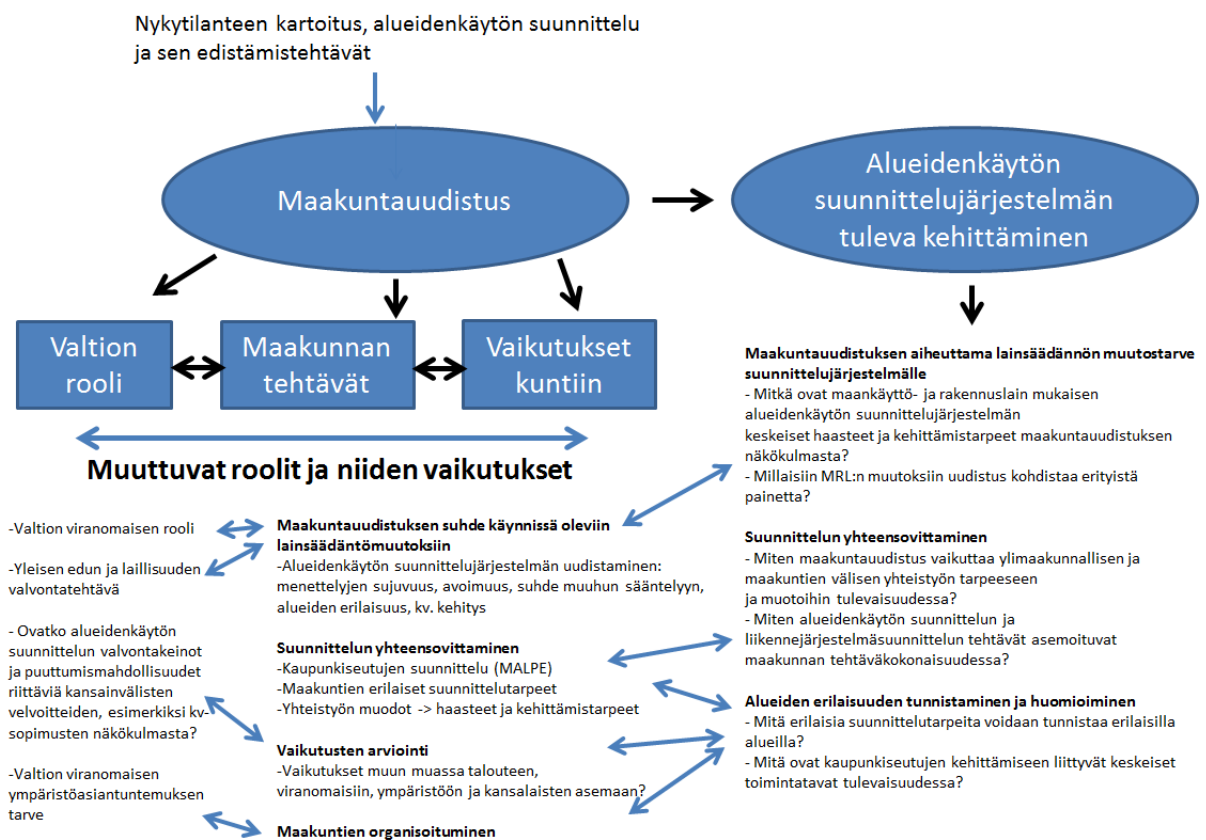 Nykytilanteen kartoitus, alueidenkäytön suunnittelu
ja sen edistämistehtävät
Maakuntauudistus
Alueidenkäytön
suunnittelujärjestelmän
tuleva kehittäminen
Valtion
rooli
Maakunnan
tehtävät
Vaikutukset
kuntiin
Muuttuvat roolit ja niiden vaikutukset
-Valtion viranomaisen rooli
-Yleisen edun ja laillisuuden
valvontatehtävä
- Ovatko alueidenkäytön
suunnittelun valvontakeinot
ja puuttumismahdollisuudet
riittäviä kansainvälisten
velvoitteiden, esimerkiksi kv-
sopimusten näkökulmasta?
-Valtion viranomaisen
ympäristöasiantuntemuksen
tarve
Maakuntauudistuksen suhde käynnissä oleviin
lainsäädäntömuutoksiin
-Alueidenkäytön suunnittelujärjestelmän uudistaminen:
menettelyjen sujuvuus, avoimuus, suhde muuhun sääntelyyn,
alueiden erilaisuus, kv. kehitys
Suunnittelun yhteensovittaminen
-Kaupunkiseutujen suunnittelu (MALPE)
-Maakuntien erilaiset suunnittelutarpeet
-Yhteistyön muodot -> haasteet ja kehittämistarpeet
Vaikutusten arviointi
-Vaikutukset muun muassa talouteen,
viranomaisiin, ympäristöön ja kansalaisten asemaan?
Maakuntien organisoituminen
Maakuntauudistuksen aiheuttama lainsäädännön muutostarve
suunnittelujärjestelmälle
- Mitkä ovat maankäyttö- ja rakennuslain mukaisen
alueidenkäytön suunnittelujärjestelmän
keskeiset haasteet ja kehittämistarpeet maakuntauudistuksen
näkökulmasta?
- Millaisiin MRL:n muutoksiin uudistus kohdistaa erityistä
painetta?
Suunnittelun yhteensovittaminen
- Miten maakuntauudistus vaikuttaa ylimaakunnallisen ja
maakuntien välisen yhteistyön tarpeeseen
ja muotoihin tulevaisuudessa?
- Miten alueidenkäytön suunnittelun ja
liikennejärjestelmäsuunnittelun tehtävät asemoituvat
maakunnan tehtäväkokonaisuudessa?
Alueiden erilaisuuden tunnistaminen ja huomioiminen
- Mitä erilaisia suunnittelutarpeita voidaan tunnistaa erilaisilla
alueilla?
- Mitä ovat kaupunkiseutujen kehittämiseen liittyvät keskeiset
toimintatavat tulevaisuudessa?